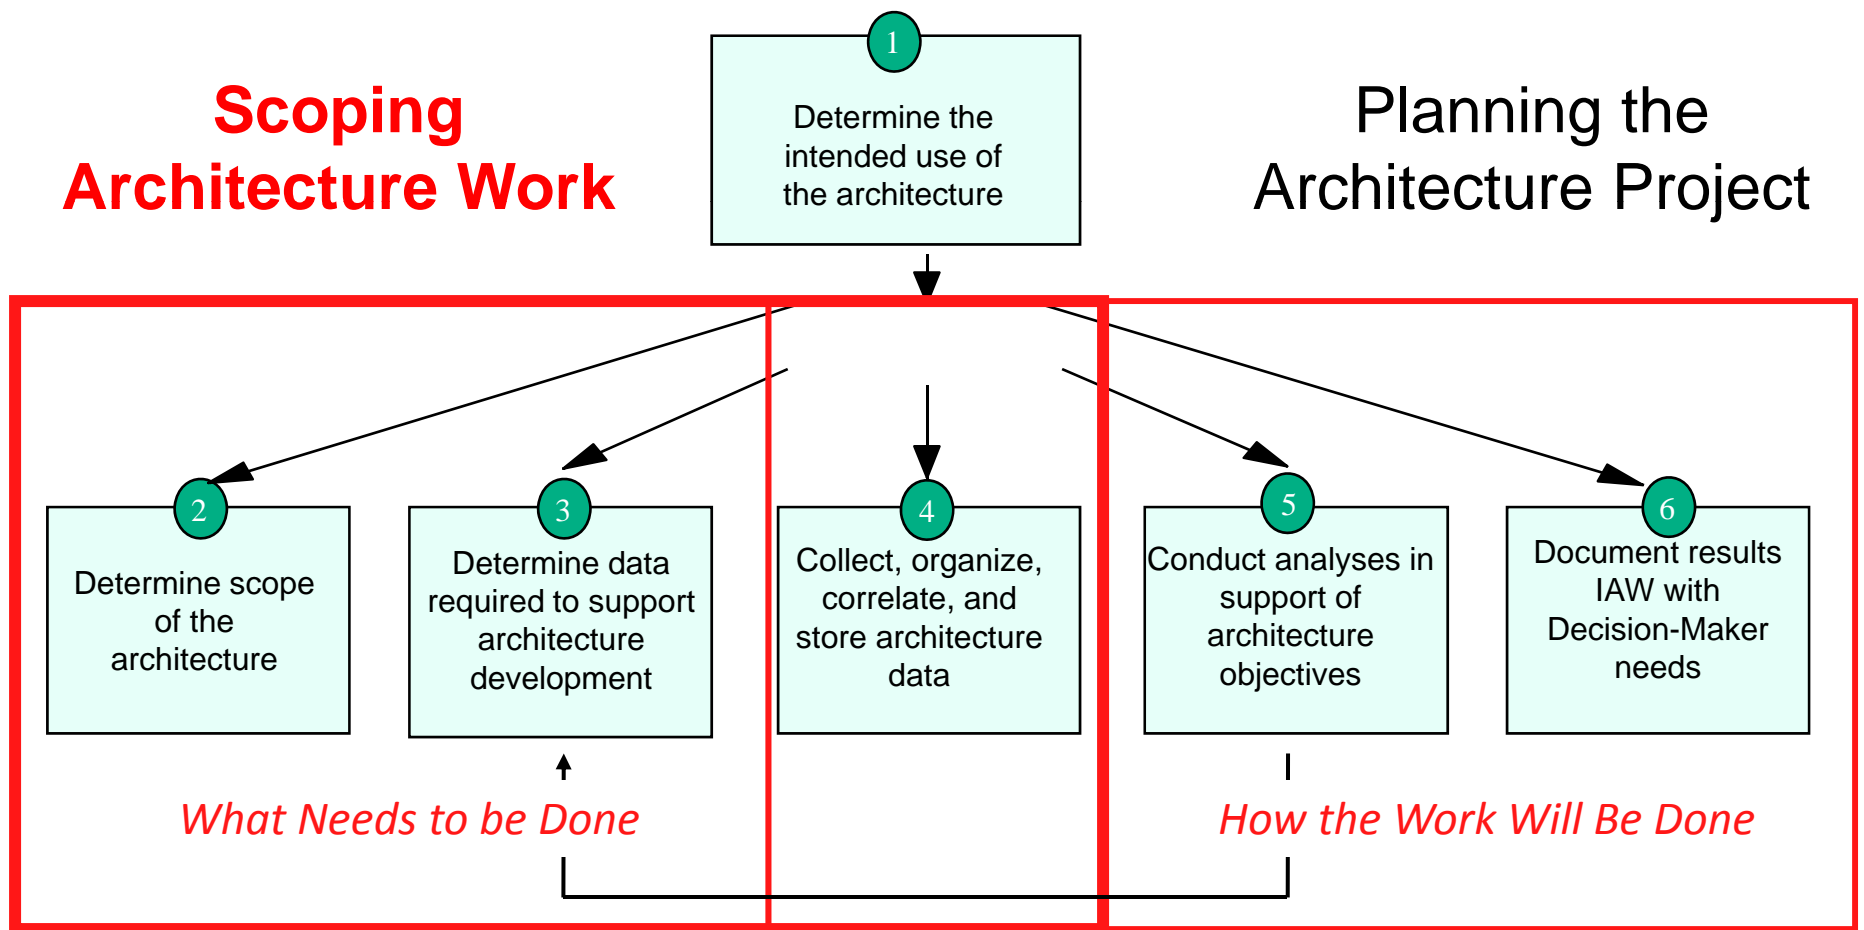 Scoping
Architecture Work
1
Determine the
intended use of
the architecture
Planning the
Architecture Project
2
Determine scope
of the
architecture
3
Determine data
required to support
architecture
development
4
Collect, organize,
correlate, and
store architecture
data
5
Conduct analyses in
support of
architecture
objectives
6
Document results
IAW with
Decision-Maker
needs
What Needs to be Done
How the Work Will Be Done